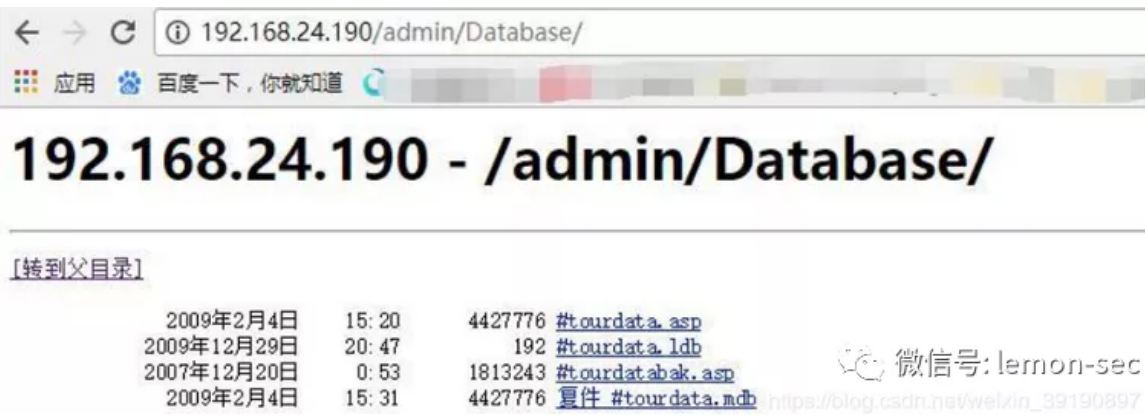 192.168.24.190/admin/Database/
应用 百度一下，你就知道
192.168.24.190 - /admin/Database/
[转到父目录]
2009年2月4日 15:20 4427776 #tourdata.asp
2009年12月29日 20:47 192 #tourdata.ldb
2007年12月20日 0:53 1813243 #tourdatabak.asp
2009年2月4日 15:31 4427776 复件 #tourdata.mdb
微信号: lemon-sec
https://blog.csdn.net/weixin_39190897